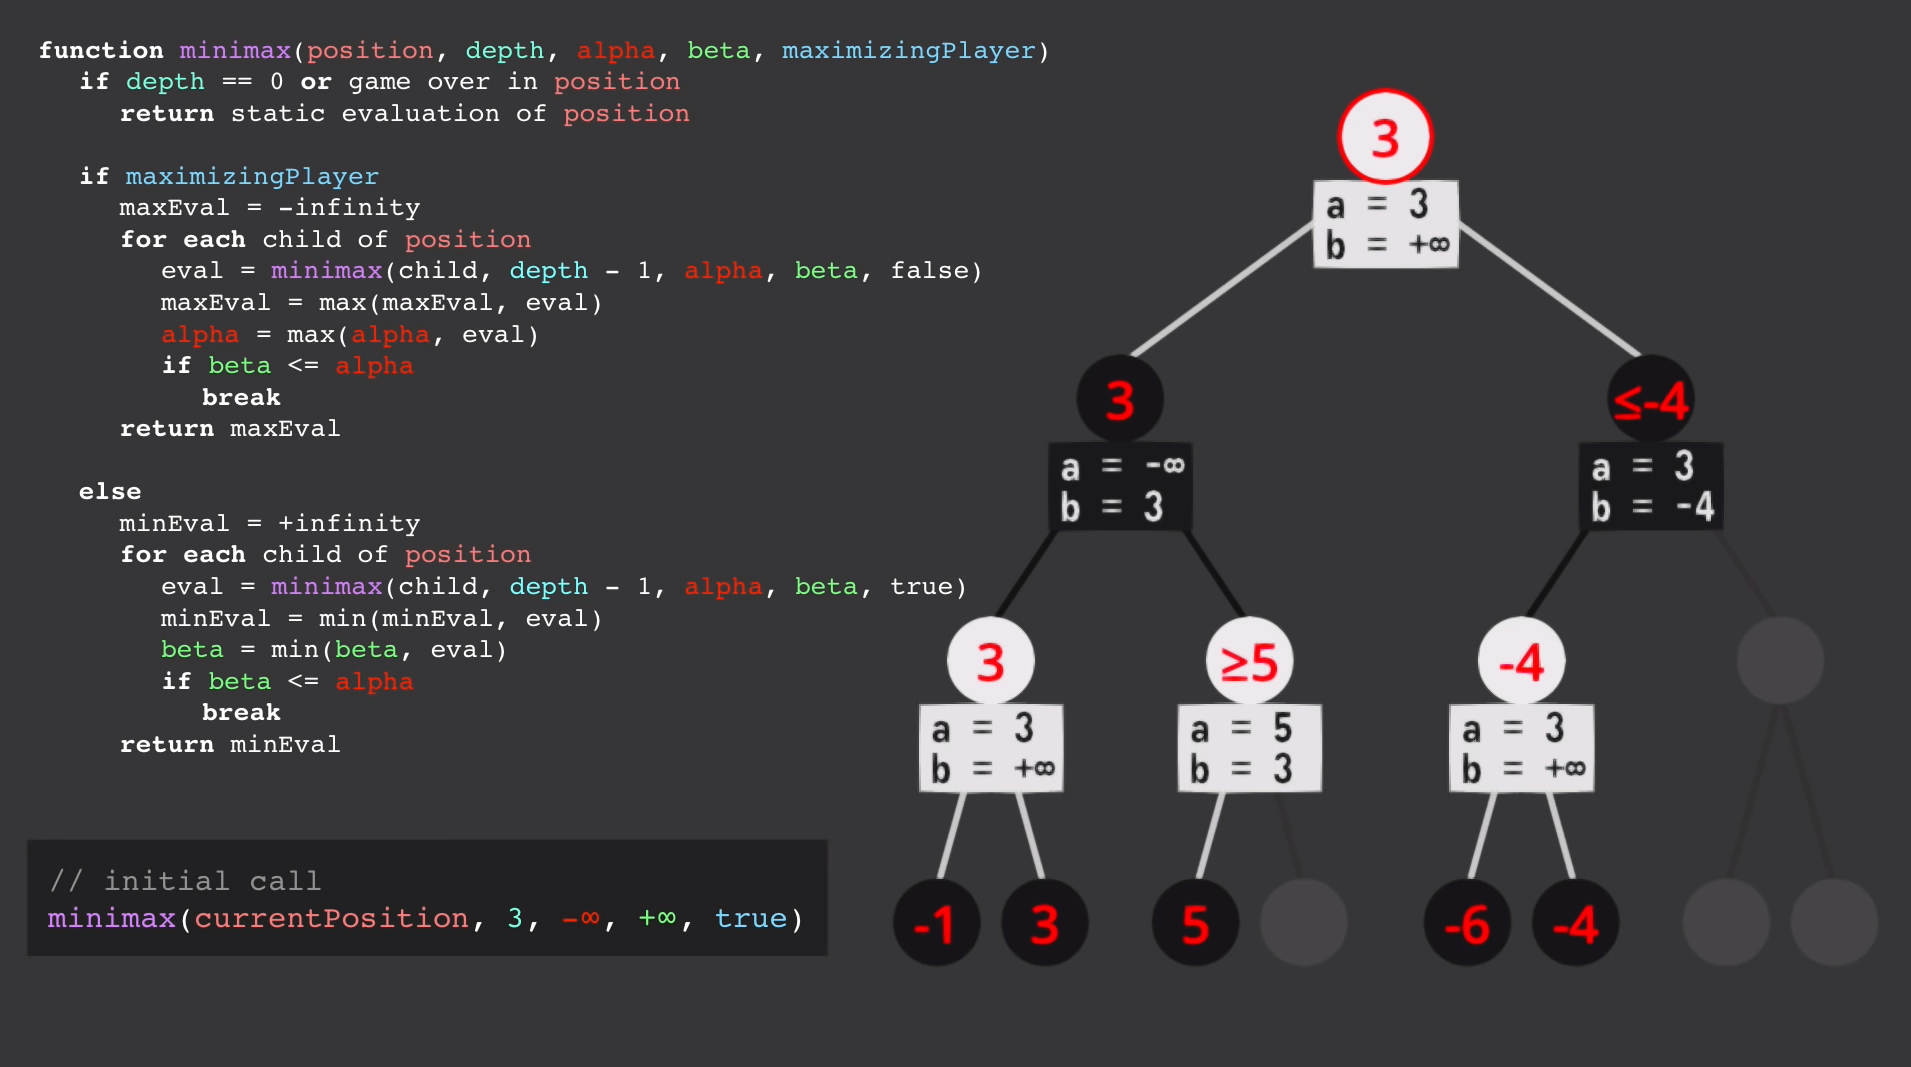 function minimax(position, depth, alpha, beta, maximizingPlayer)
if depth == 0 or game over in position
return static evaluation of position
if maximizingPlayer
maxEval = -infinity
for each child of position
eval = minimax(child, depth - 1, alpha, beta, false)
maxEval = max(maxEval, eval)
alpha = max(alpha, eval)
if beta <= alpha
break
return maxEval
else
minEval = +infinity
for each child of position
eval = minimax(child, depth - 1, alpha, beta, true)
minEval = min(minEval, eval)
beta = min(beta, eval)
if beta <= alpha
break
return minEval
// initial call
minimax(currentPosition, 3, -∞, +∞, true)
3
a = 3
b = +∞
3
a = -∞
b = 3
≤-4
a = 3
b = -4
3
a = 3
b = +∞
≥5
a = 5
b = 3
-4
a = 3
b = +∞
-1
3
5
-6
-4